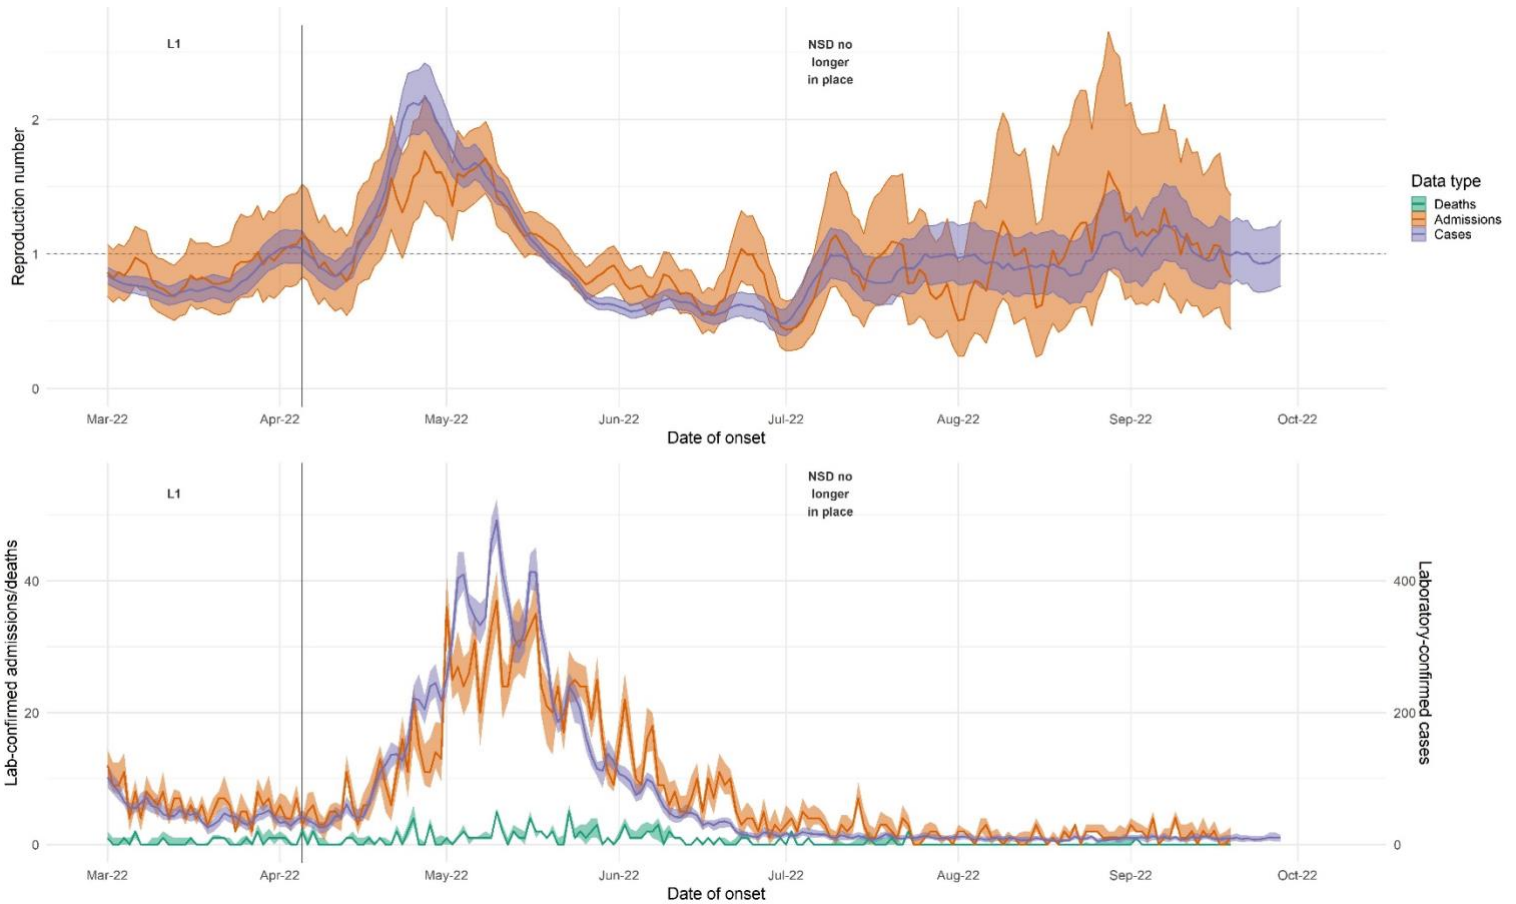 L1
NSD no
longer
in place
2
1
0
Reproduction number
Mar-22 Apr-22 May-22 Jun-22 Jul-22 Aug-22 Sep-22 Oct-22
Date of onset
Data type
Deaths
Admissions
Cases
L1
NSD no
longer
in place
40
20
0
Lab-confirmed admissions/deaths
400
200
0
Laboratory-confirmed cases
Mar-22 Apr-22 May-22 Jun-22 Jul-22 Aug-22 Sep-22 Oct-22
Date of onset